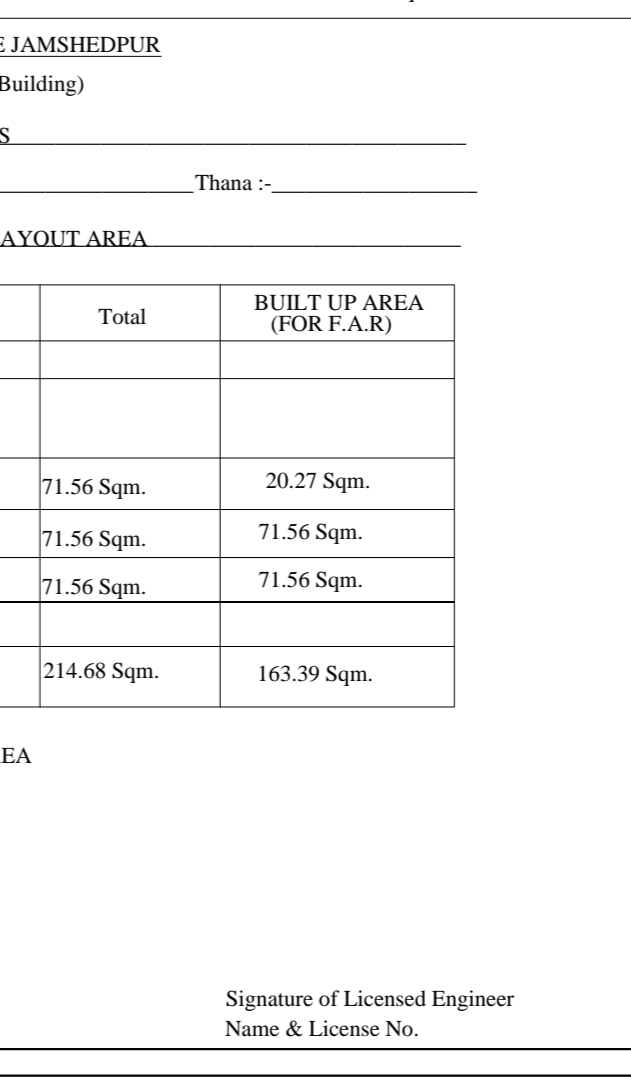 E JAMSHEDPUR
Building)
S
Thana :-
AYOUT AREA
Total BUILT UP AREA
(FOR F.A.R)
71.56 Sqm. 20.27 Sqm.
71.56 Sqm. 71.56 Sqm.
71.56 Sqm. 71.56 Sqm.
214.68 Sqm. 163.39 Sqm.
EA
Signature of Licensed Engineer
Name & License No.